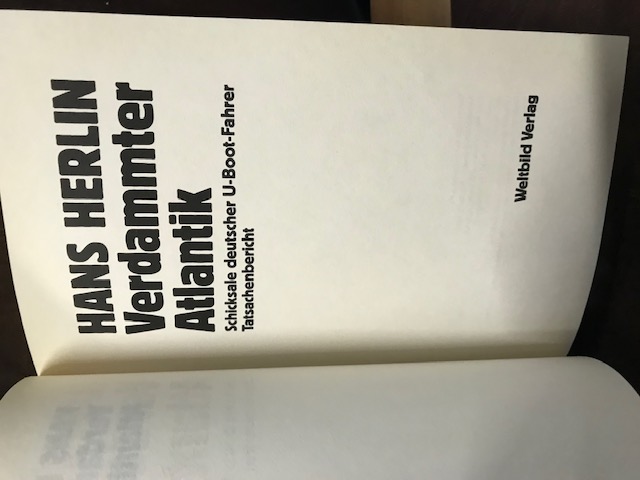 HANS HERLIN
Verdammter
Atlantik
Schicksale deutscher U-Boot-Fahrer
Tatsachenbericht
Weltbild Verlag